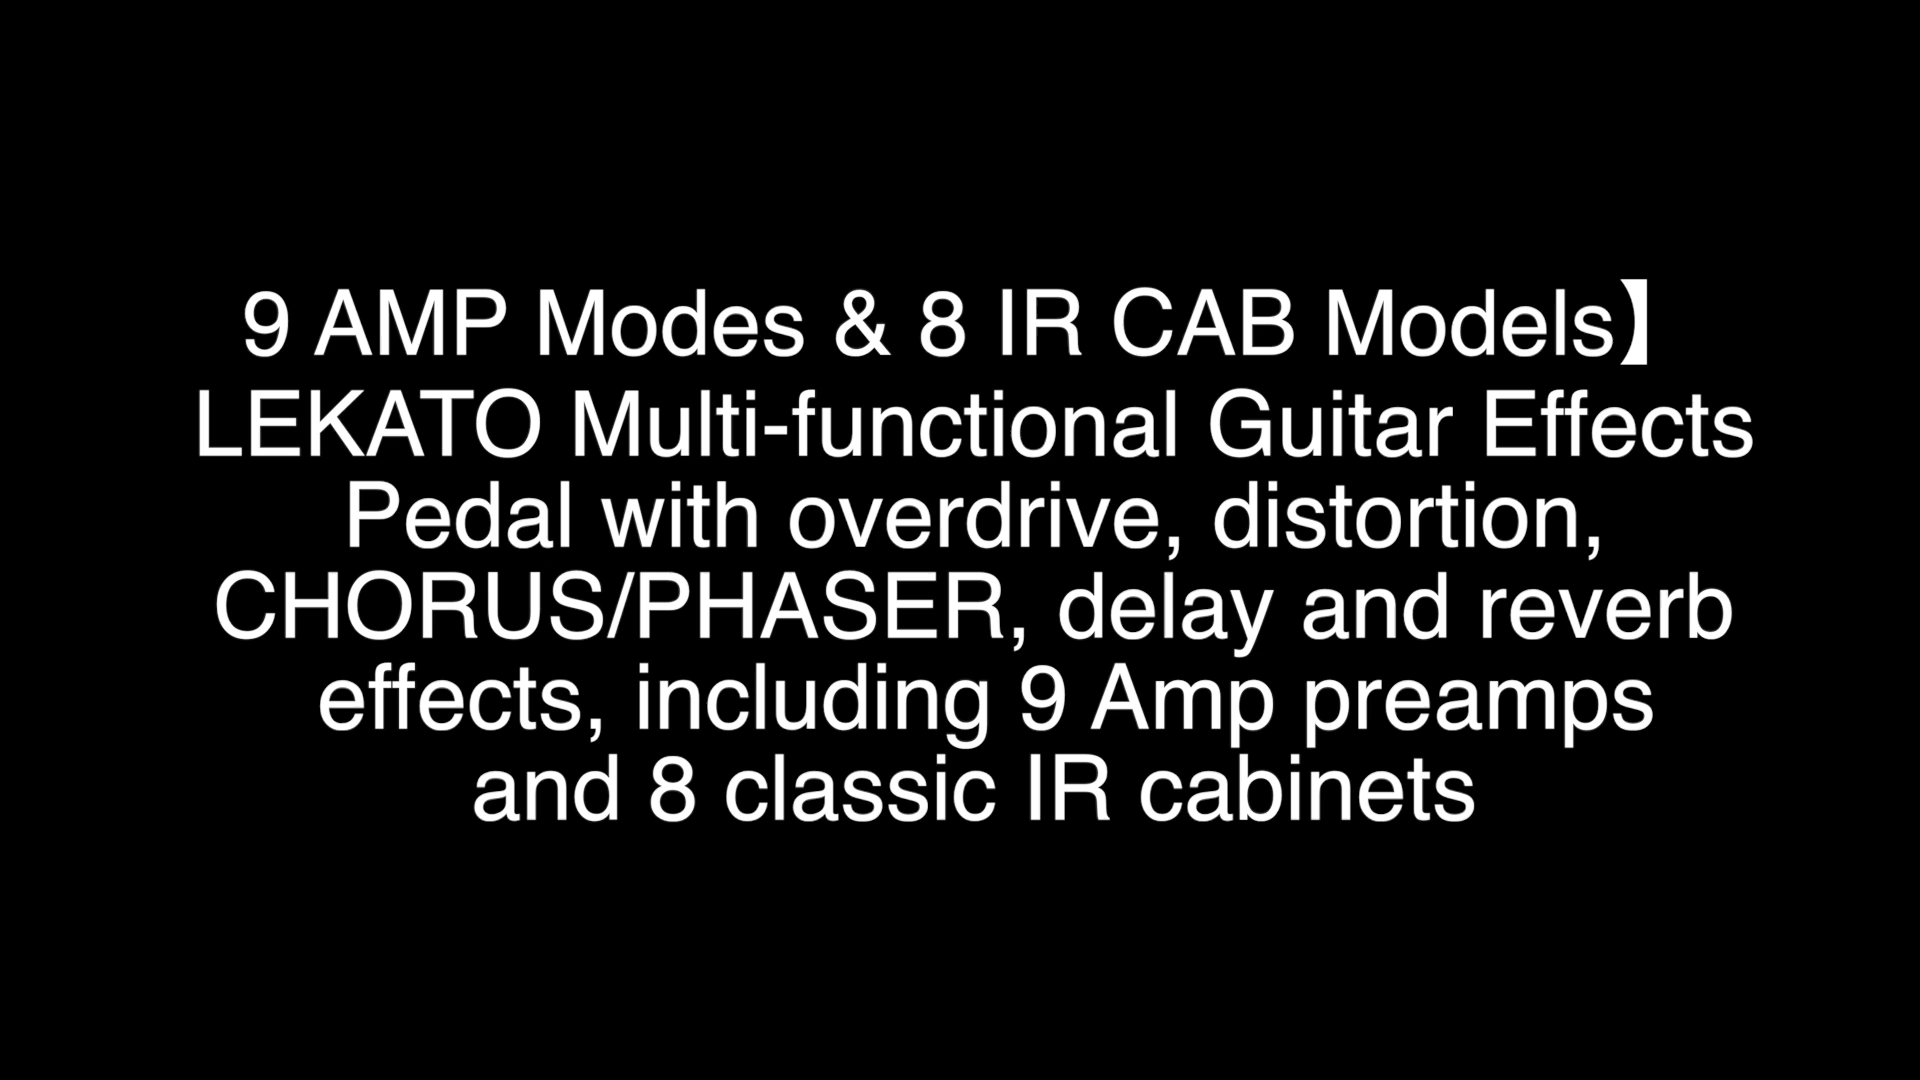 9 AMP Modes & 8 IR CAB Models】
LEKATO Multi-functional Guitar Effects
Pedal with overdrive, distortion,
CHORUS/PHASER, delay and reverb
effects, including 9 Amp preamps
and 8 classic IR cabinets